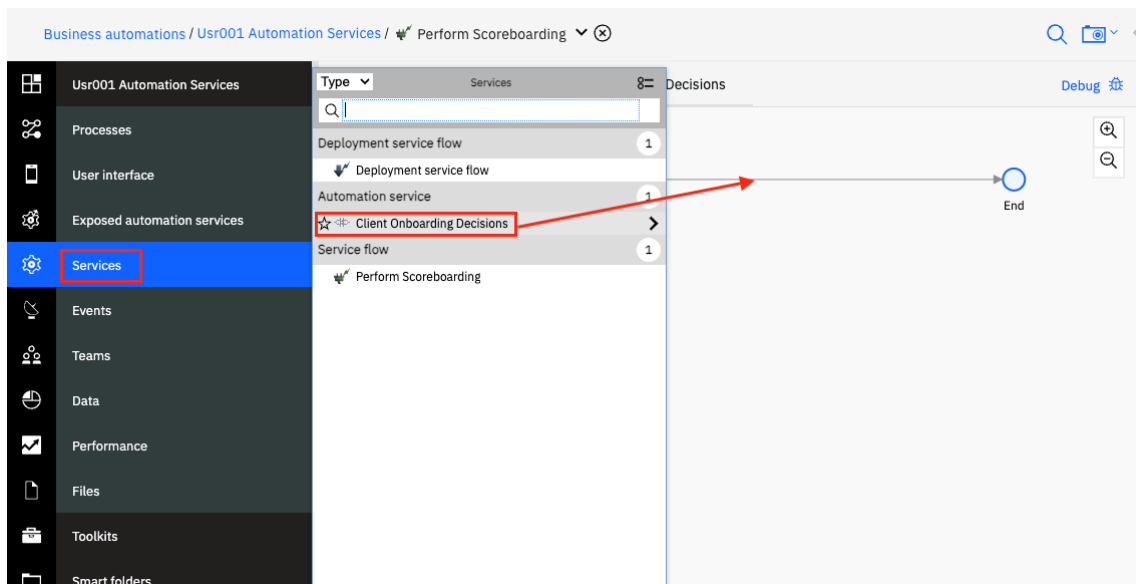 Business automations / Usr001 Automation Services / Perform Scoreboarding
Usr001 Automation Services
Type
Services
Decisions
Debug
Processes
Deployment service flow 1
User interface
Deployment service flow
Automation service 1
End
Exposed automation services
Client Onboarding Decisions
Service flow 1
Services
Perform Scoreboarding
Events
Teams
Data
Performance
Files
Toolkits
Smart folders